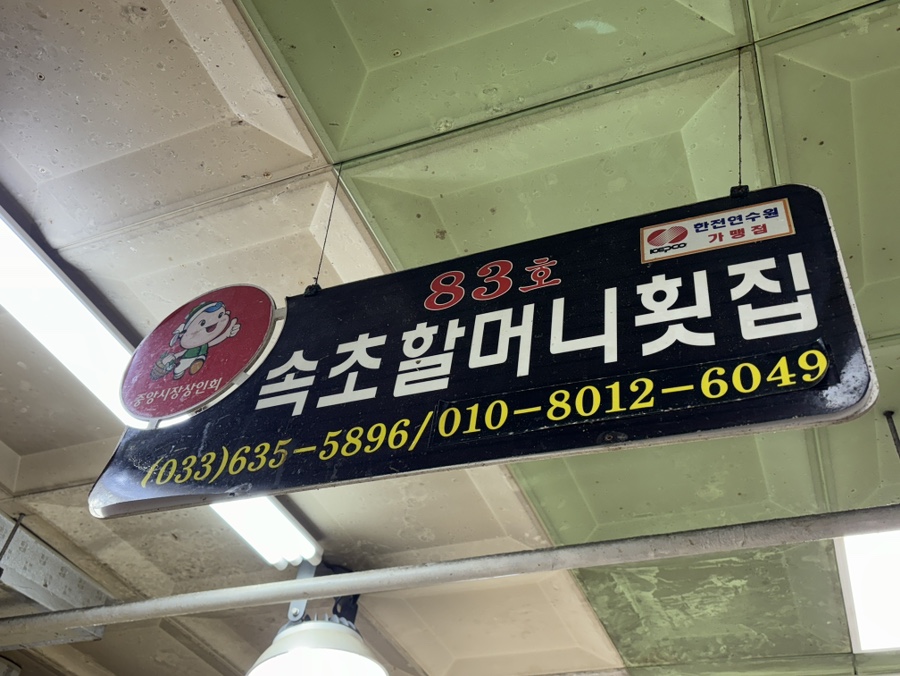 한전연수원
KEPCO 가맹점
83호
속초할머니횟집
중앙시장상인회
(033)635-5896/010-8012-6049